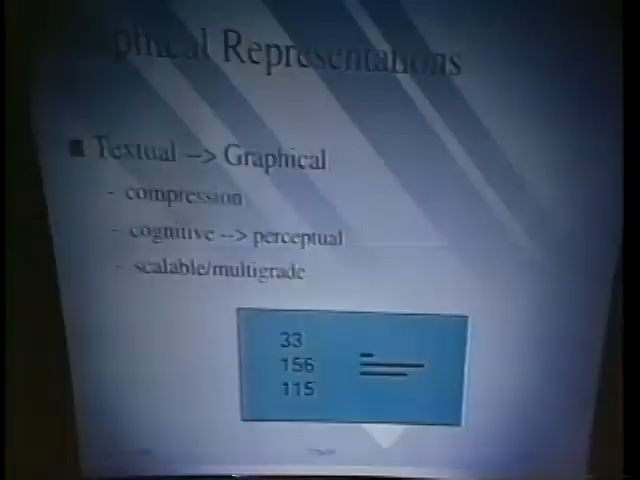 Graphical Representations
■ Textual --> Graphical
- compression
- cognitive --> perceptual
- scalable/multigrade
33
156
115